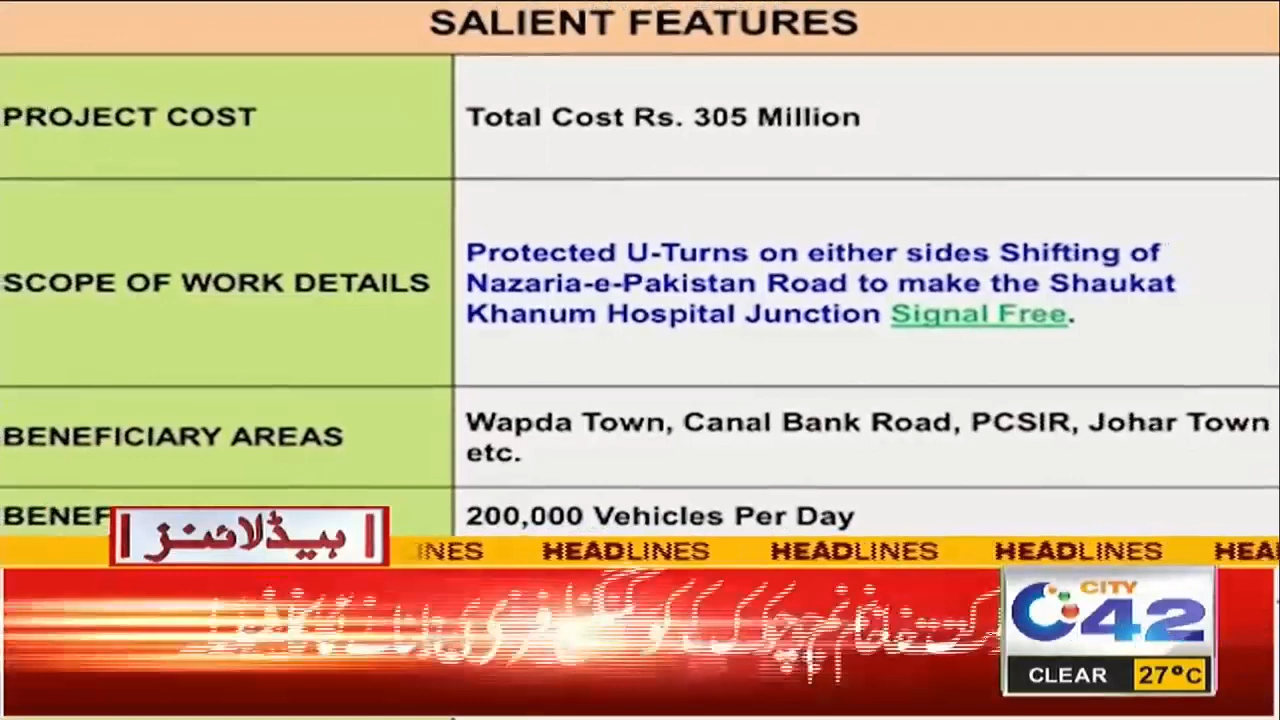 SALIENT FEATURES
PROJECT COST
Total Cost Rs. 305 Million
SCOPE OF WORK DETAILS
Protected U-Turns on either sides Shifting of
Nazaria-e-Pakistan Road to make the Shaukat
Khanum Hospital Junction Signal Free.
BENEFICIARY AREAS
Wapda Town, Canal Bank Road, PCSIR, Johar Town
etc.
BENEF
200,000 Vehicles Per Day
ہیڈلائنز
INES HEADLINES HEADLINES HEADLINES HEA
CITY
42
CLEAR 27°C